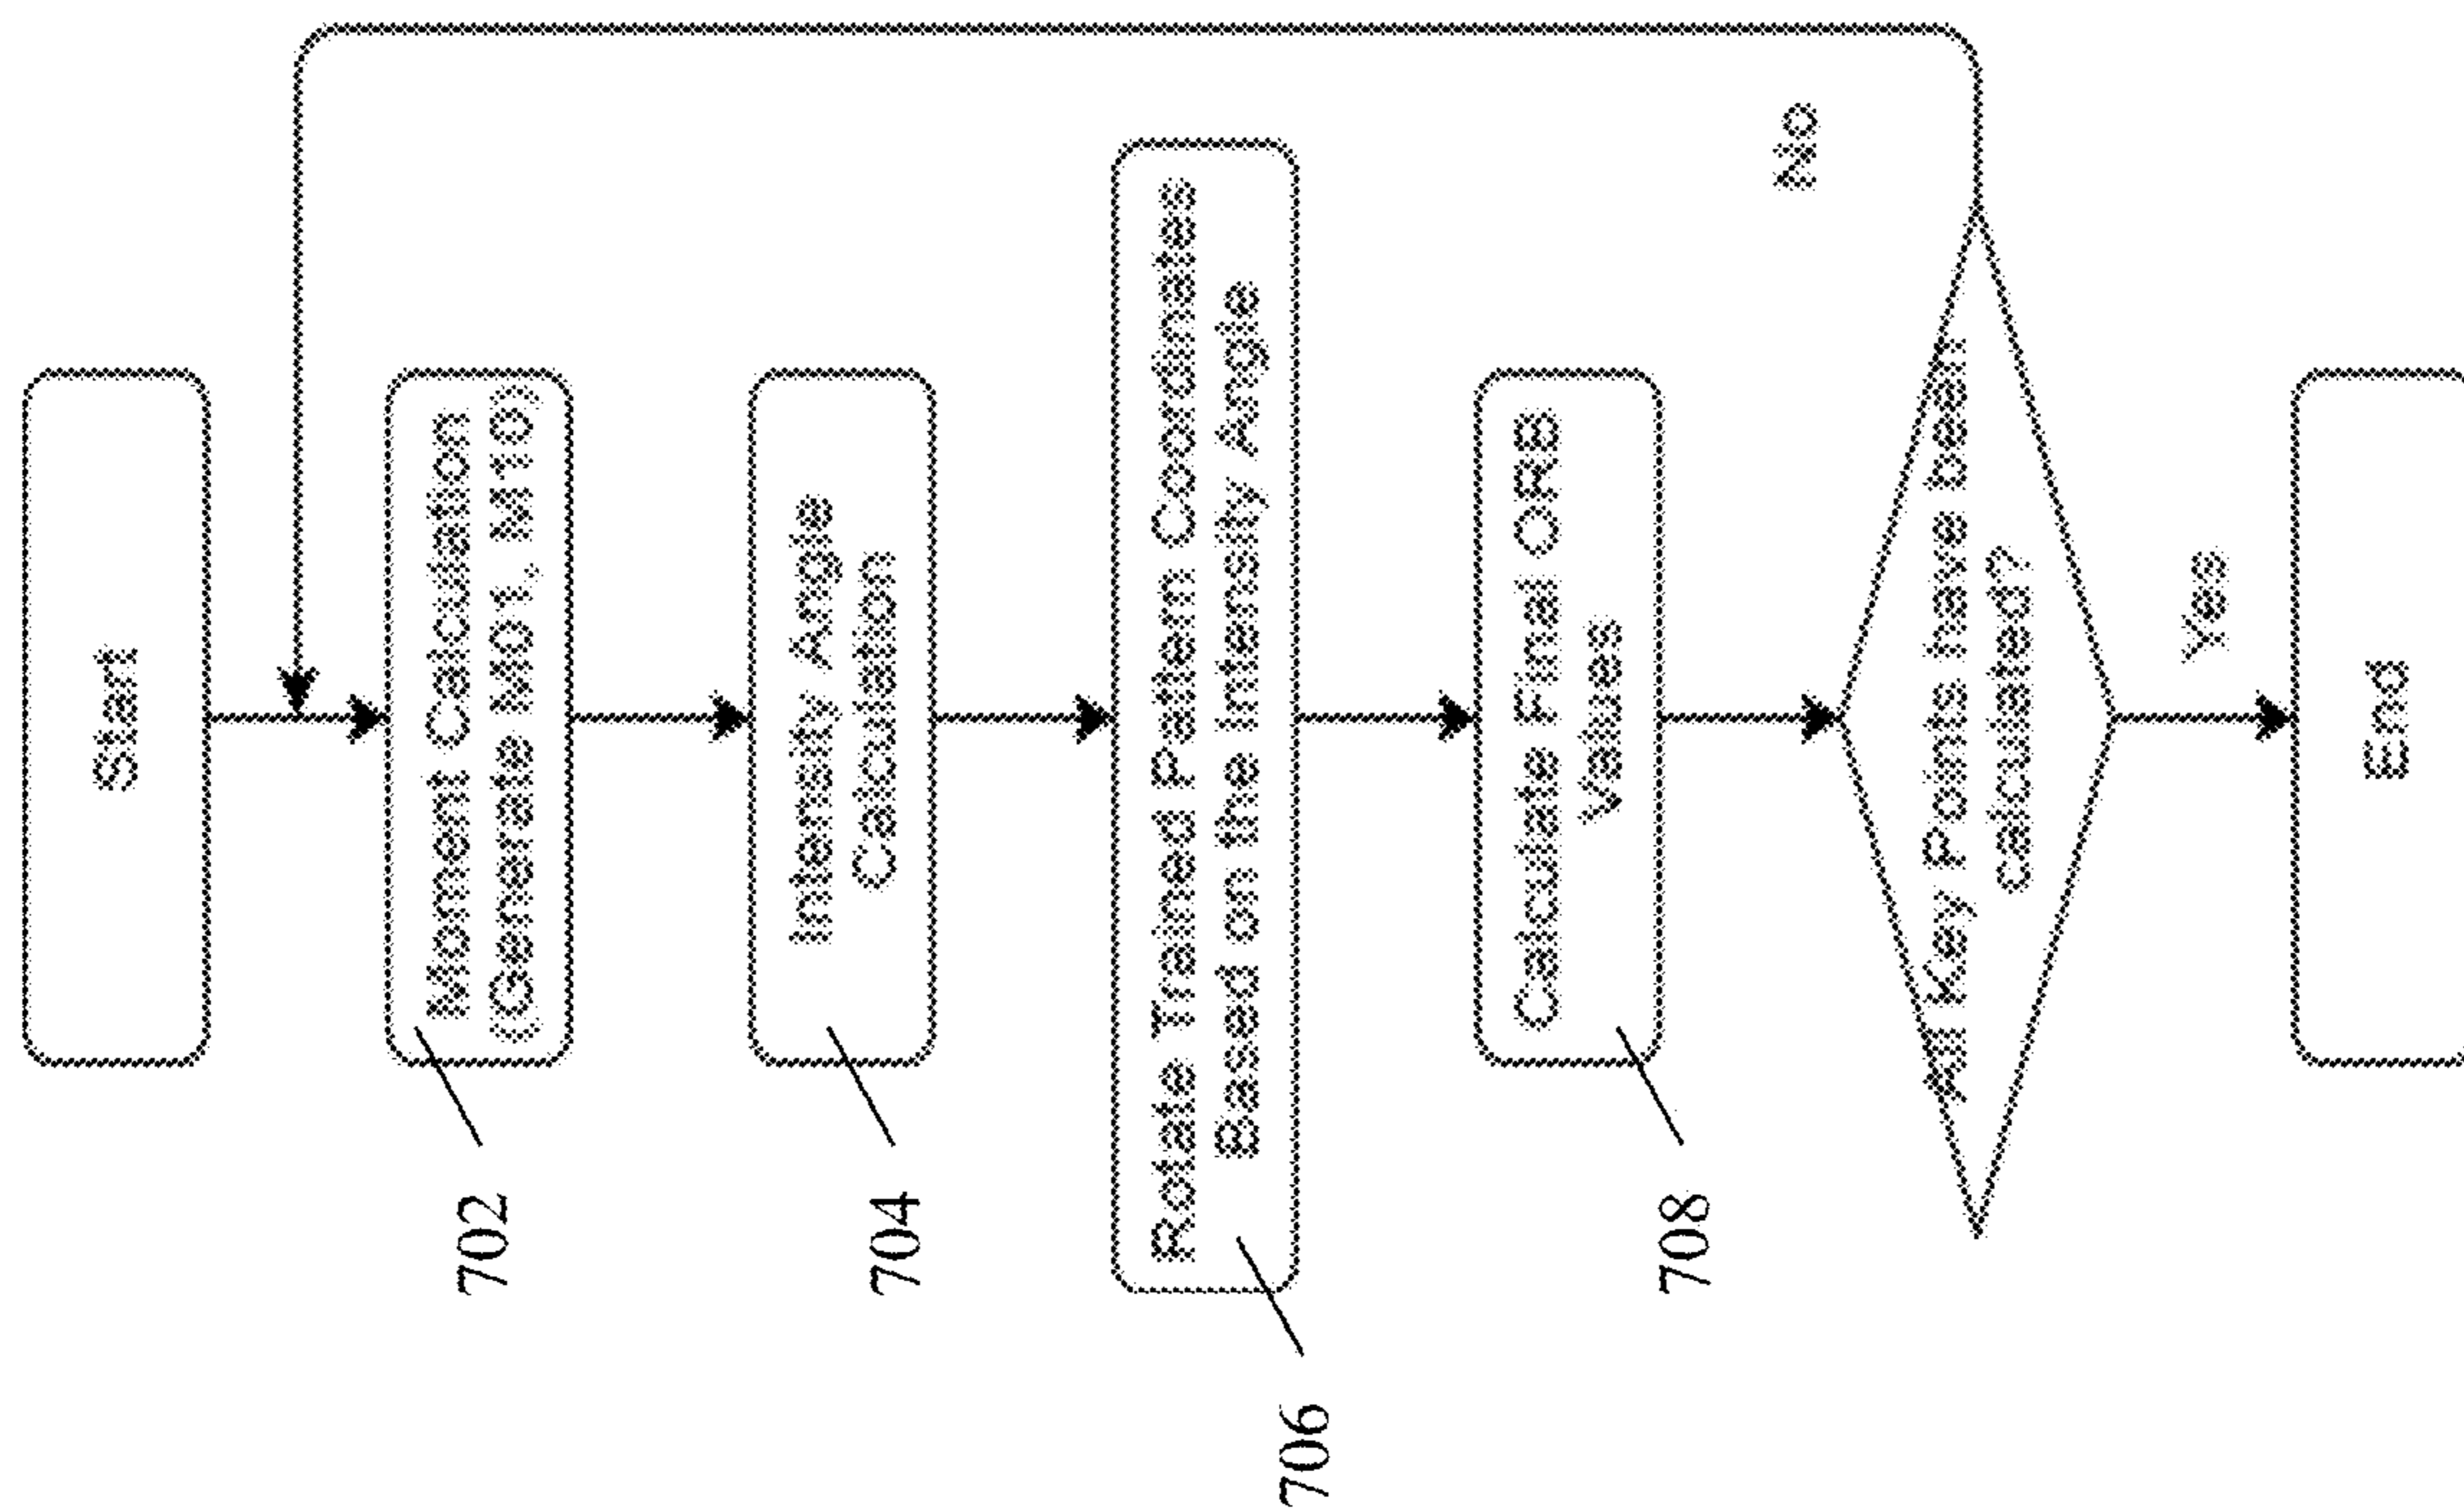 Start
Moment Calculation
(Generate M01, M10)
702
Intensity Angle
Calculation
704
Rotate Trained Pattern Coordinates
Based on the Intensity Angle
706
Calculate Final ORB
Values
708
All Key Points have been
calculated?
No
Yes
End